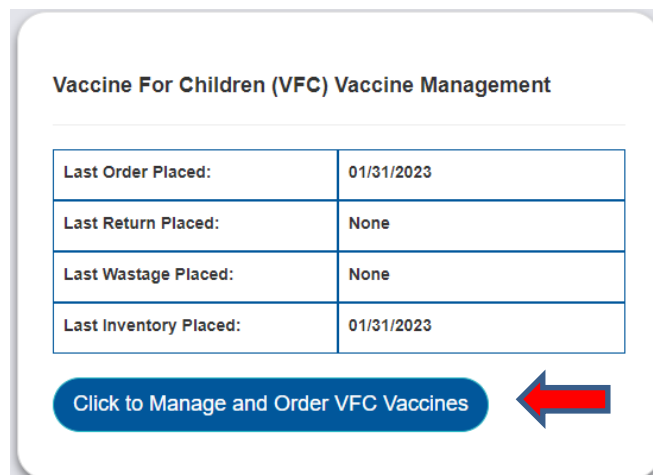 Vaccine For Children (VFC) Vaccine Management
Last Order Placed: 01/31/2023
Last Return Placed: None
Last Wastage Placed: None
Last Inventory Placed: 01/31/2023
Click to Manage and Order VFC Vaccines